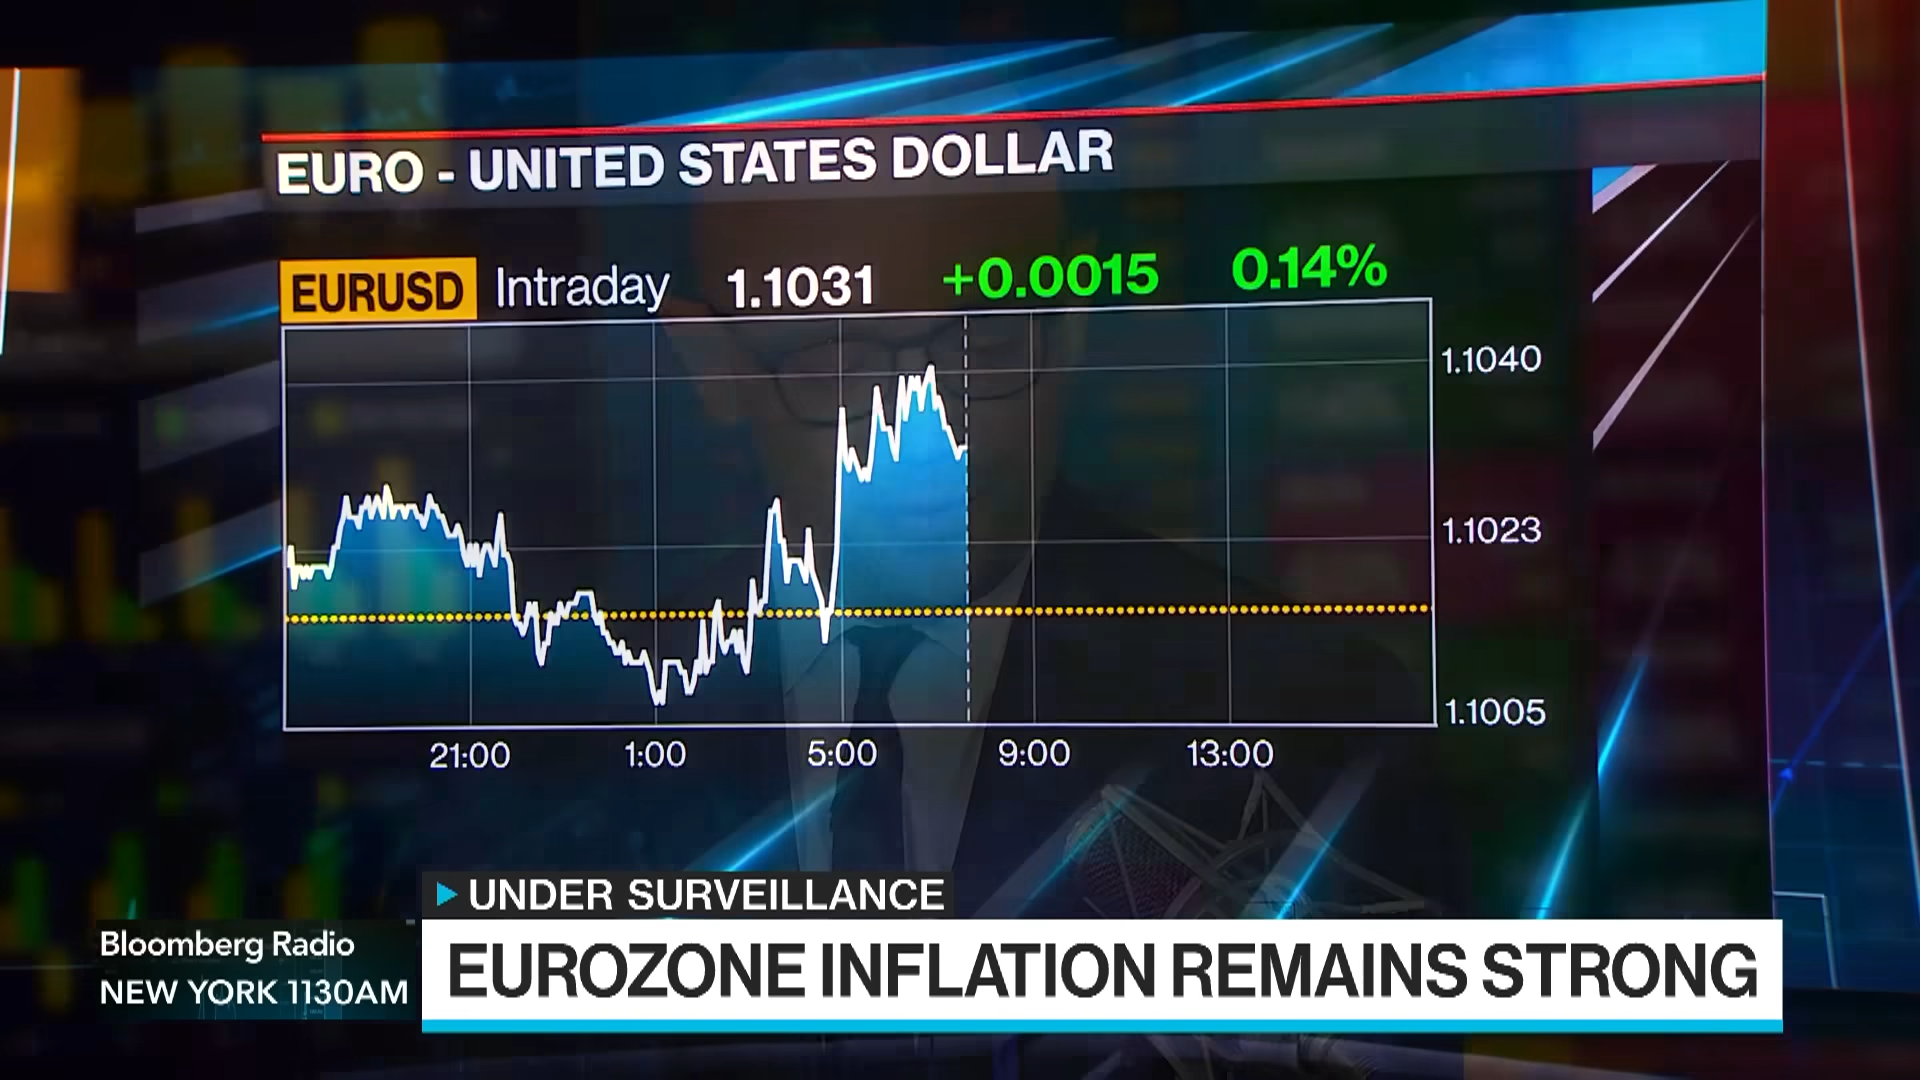 EURO - UNITED STATES DOLLAR
EURUSD Intraday 1.1031 +0.0015 0.14%
1.1040
1.1023
1.1005
21:00 1:00 5:00 9:00 13:00
UNDER SURVEILLANCE
Bloomberg Radio
NEW YORK 1130AM
EUROZONE INFLATION REMAINS STRONG